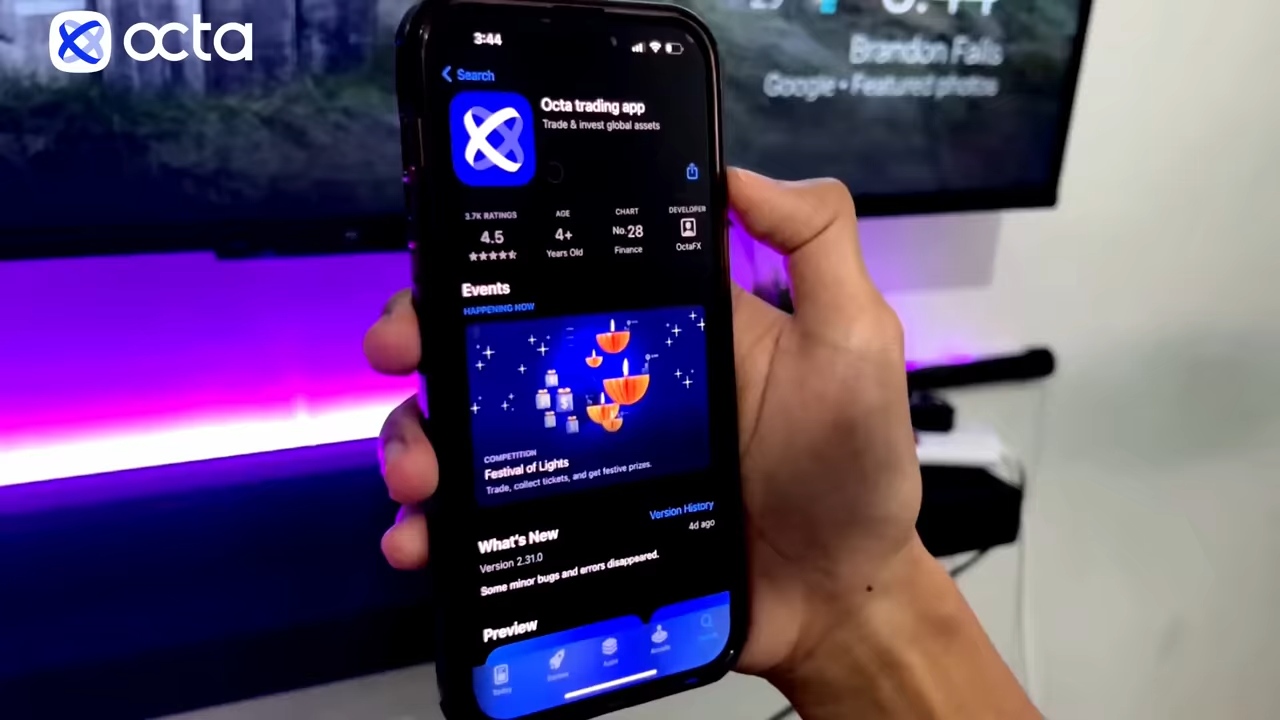 octa
Brandon Falls
Google • Featured photos
3:44
Search
Octa trading app
Trade & invest global assets
3.7K RATINGS
4.5
AGE
4+
Years Old
CHART
No.28
Finance
DEVELOPER
OctaFX
Events
HAPPENING NOW
COMPETITION
Festival of Lights
Trade, collect tickets, and get festive prizes.
What's New
Version History
Version 2.31.0
4d ago
Some minor bugs and errors disappeared.
Preview
Today
Apps
Arcade